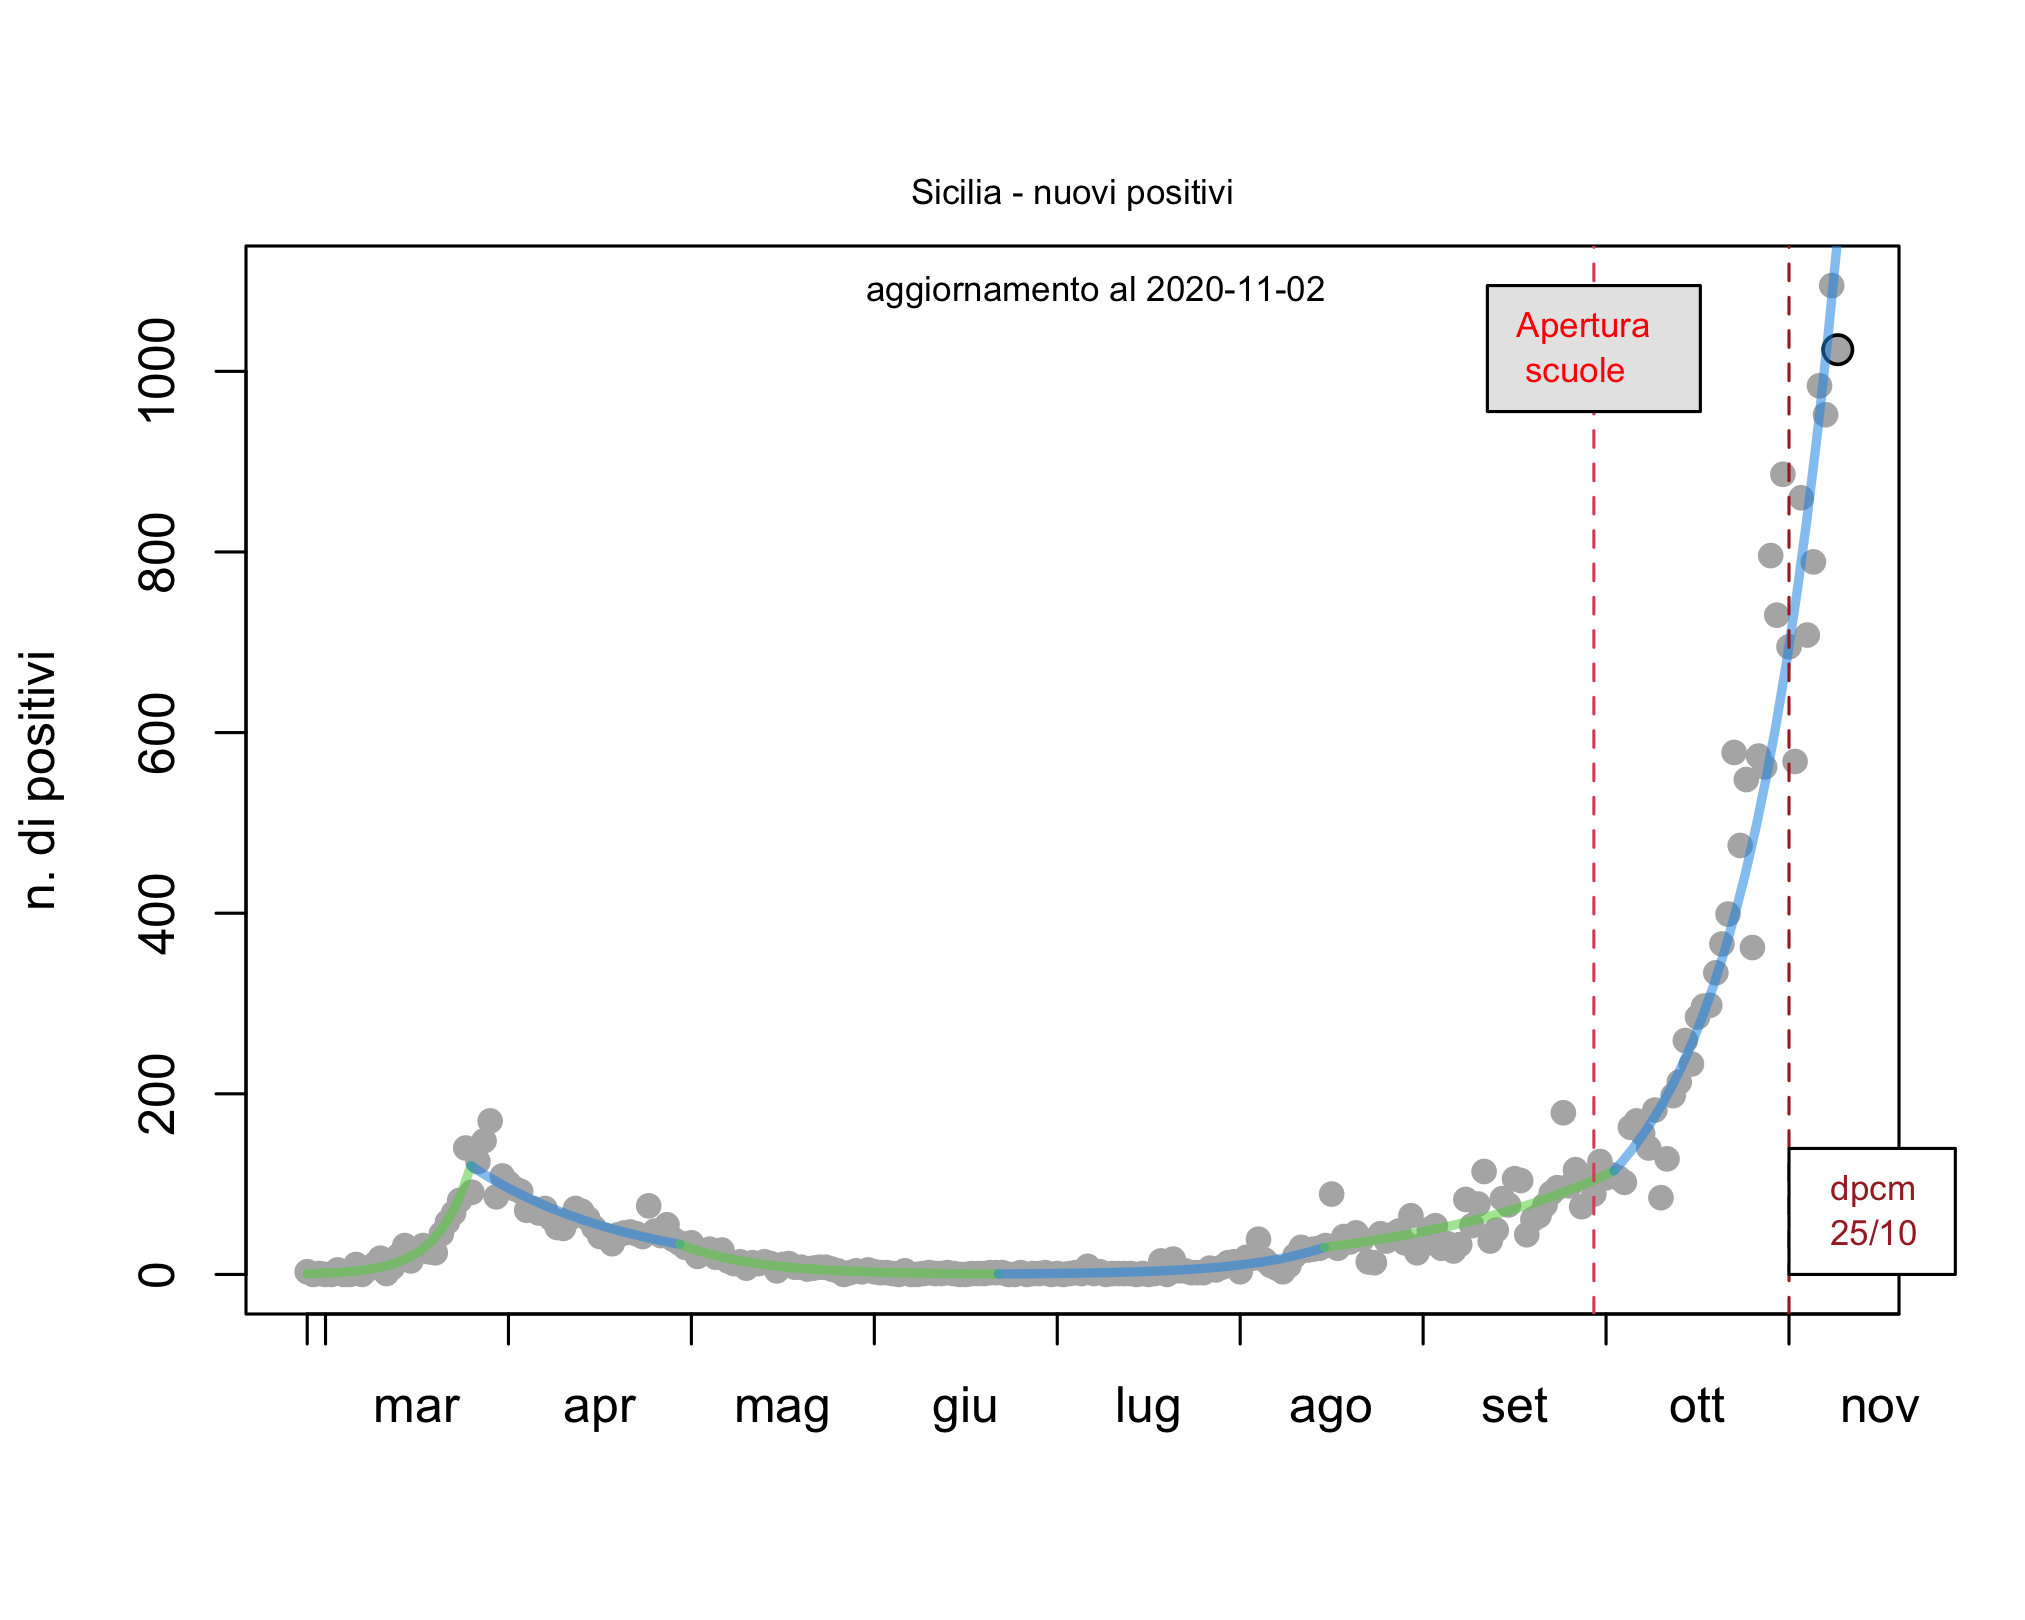 Sicilia - nuovi positivi
aggiornamento al 2020-11-02
Apertura
scuole
n. di positivi
1000
800
600
400
200
0
dpcm
25/10
mar apr mag giu lug ago set ott nov